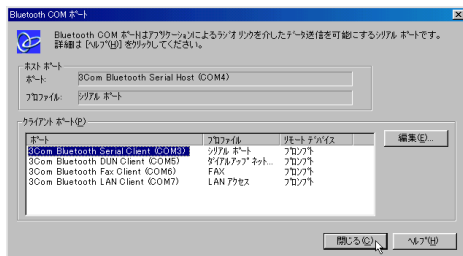 Bluetooth COM ﾎﾟｰﾄ
Bluetooth COM ﾎﾟｰﾄはｱﾌﾟﾘｹｰｼｮﾝによるﾗｼﾞｵ ﾘﾝｸを介したﾃﾞｰﾀ送信を可能にするｼﾘｱﾙ ﾎﾟｰﾄです。
詳細は [ﾍﾙﾌﾟ(H)] をｸﾘｯｸしてください。
ﾎｽﾄ ﾎﾟｰﾄ
ﾎﾟｰﾄ: 3Com Bluetooth Serial Host (COM4)
ﾌﾟﾛﾌｧｲﾙ: ｼﾘｱﾙ ﾎﾟｰﾄ
ｸﾗｲｱﾝﾄ ﾎﾟｰﾄ(P)
ﾎﾟｰﾄ ﾌﾟﾛﾌｧｲﾙ ﾘﾓｰﾄ ﾃﾞﾊﾞｲｽ 編集(E)...
3Com Bluetooth Serial Client (COM3) ｼﾘｱﾙ ﾎﾟｰﾄ ﾌﾟﾛﾝﾌﾟﾄ
3Com Bluetooth DUN Client (COM5) ﾀﾞｲｱﾙｱｯﾌﾟ ﾈｯﾄ... ﾌﾟﾛﾝﾌﾟﾄ
3Com Bluetooth Fax Client (COM6) FAX ﾌﾟﾛﾝﾌﾟﾄ
3Com Bluetooth LAN Client (COM7) LAN ｱｸｾｽ ﾌﾟﾛﾝﾌﾟﾄ
閉じる(C) ﾍﾙﾌﾟ(H)